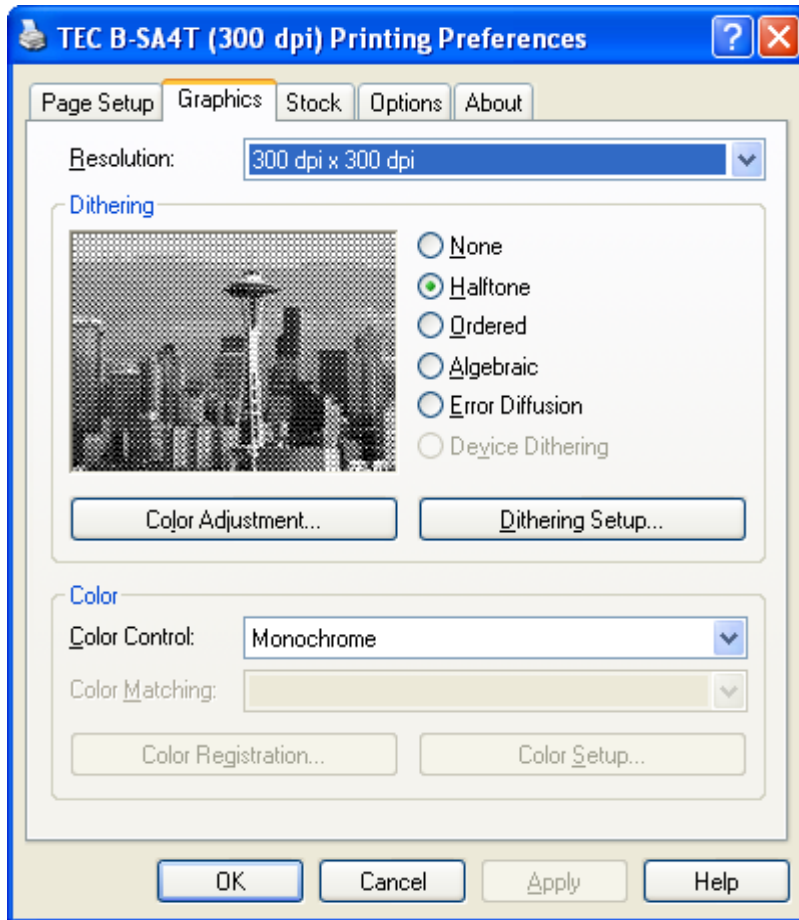 TEC B-SA4T (300 dpi) Printing Preferences
Page Setup Graphics Stock Options About
Resolution: 300 dpi x 300 dpi
Dithering
None
Halftone
Ordered
Algebraic
Error Diffusion
Device Dithering
Color Adjustment... Dithering Setup...
Color
Color Control: Monochrome
Color Matching:
Color Registration... Color Setup...
OK Cancel Apply Help